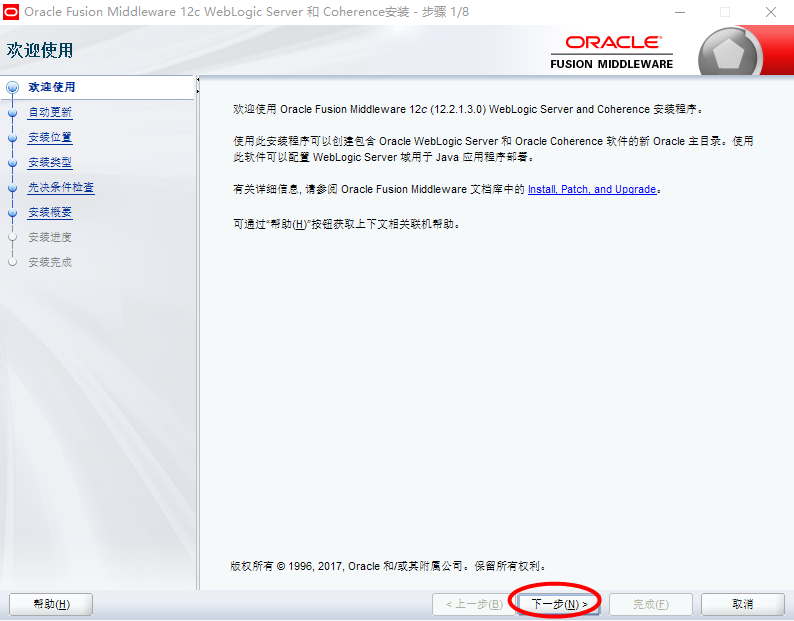 Oracle Fusion Middleware 12c WebLogic Server 和 Coherence安装 - 步骤 1/8
欢迎使用
ORACLE
FUSION MIDDLEWARE
欢迎使用
自动更新
安装位置
安装类型
先决条件检查
安装概要
安装进度
安装完成
欢迎使用 Oracle Fusion Middleware 12c (12.2.1.3.0) WebLogic Server and Coherence 安装程序。
使用此安装程序可以创建包含 Oracle WebLogic Server 和 Oracle Coherence 软件的新 Oracle 主目录。使用
此软件可以配置 WebLogic Server 域用于 Java 应用程序部署。
有关详细信息, 请参阅 Oracle Fusion Middleware 文档库中的 Install, Patch, and Upgrade。
可通过“帮助(H)”按钮获取上下文相关联机帮助。
版权所有 © 1996, 2017, Oracle 和/或其附属公司。保留所有权利。
帮助(H)
< 上一步(B)
下一步(N) >
完成(F)
取消